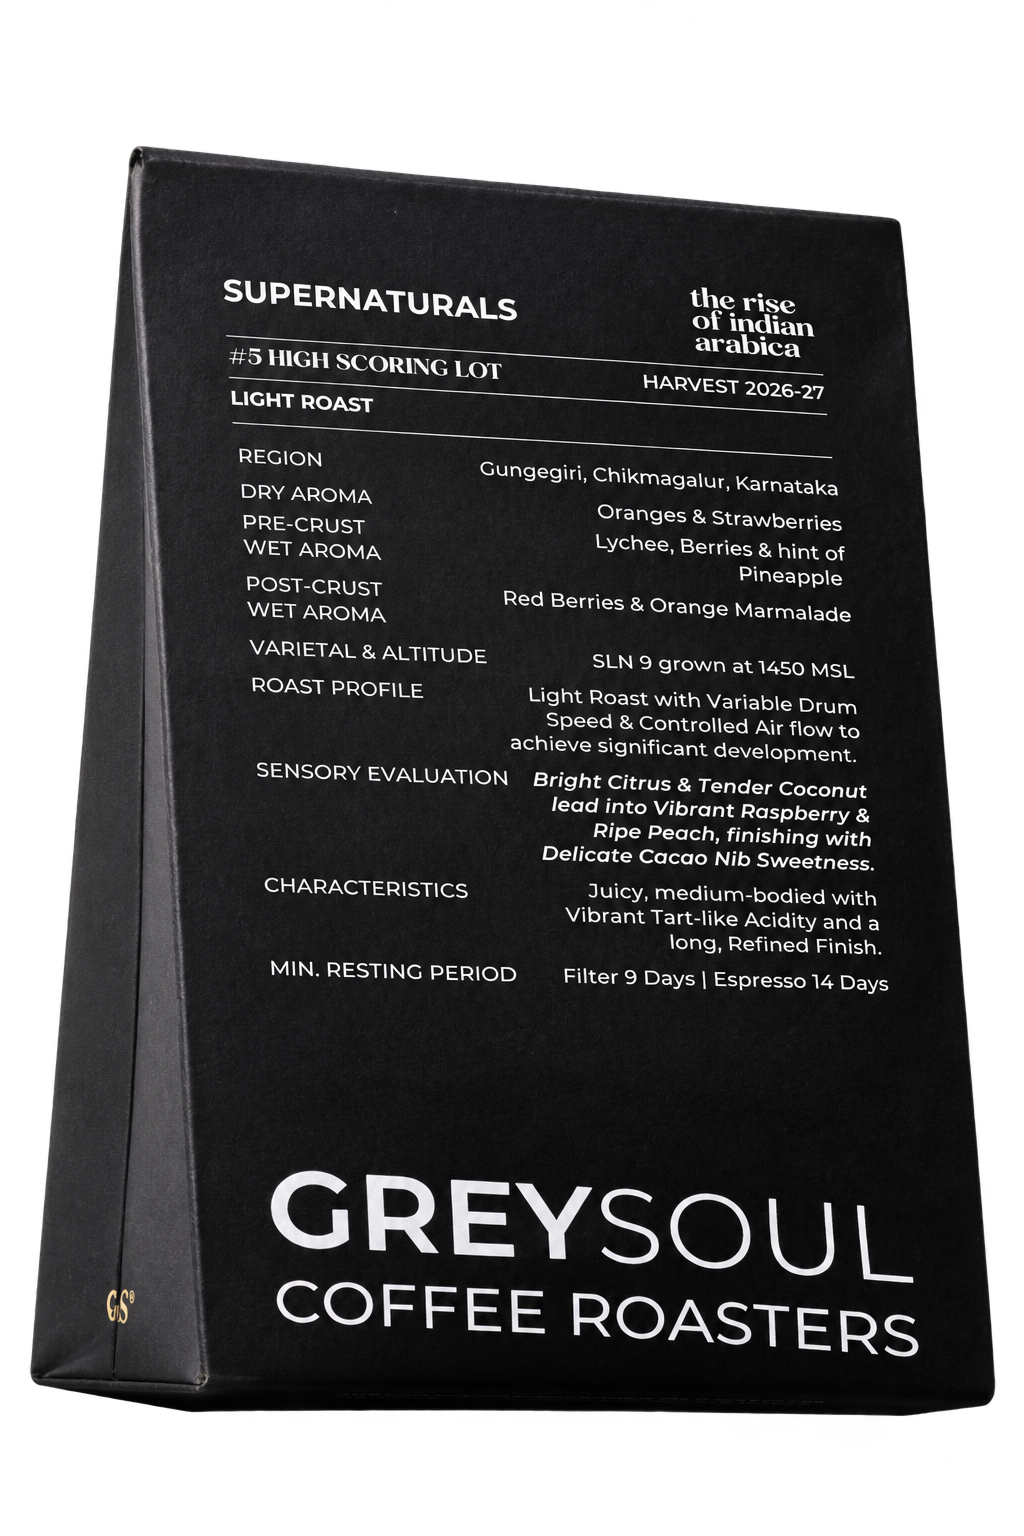 SUPERNATURALS
the rise
of indian
arabica
#5 HIGH SCORING LOT
HARVEST 2026-27
LIGHT ROAST
REGION Gungegiri, Chikmagalur, Karnataka
DRY AROMA Oranges & Strawberries
PRE-CRUST
WET AROMA
Lychee, Berries & hint of
Pineapple
POST-CRUST
WET AROMA
Red Berries & Orange Marmalade
VARIETAL & ALTITUDE SLN 9 grown at 1450 MSL
ROAST PROFILE Light Roast with Variable Drum
Speed & Controlled Air flow to
achieve significant development.
SENSORY EVALUATION Bright Citrus & Tender Coconut
lead into Vibrant Raspberry &
Ripe Peach, finishing with
Delicate Cacao Nib Sweetness.
CHARACTERISTICS Juicy, medium-bodied with
Vibrant Tart-like Acidity and a
long, Refined Finish.
MIN. RESTING PERIOD Filter 9 Days | Espresso 14 Days
GREYSOUL
COFFEE ROASTERS
GS®